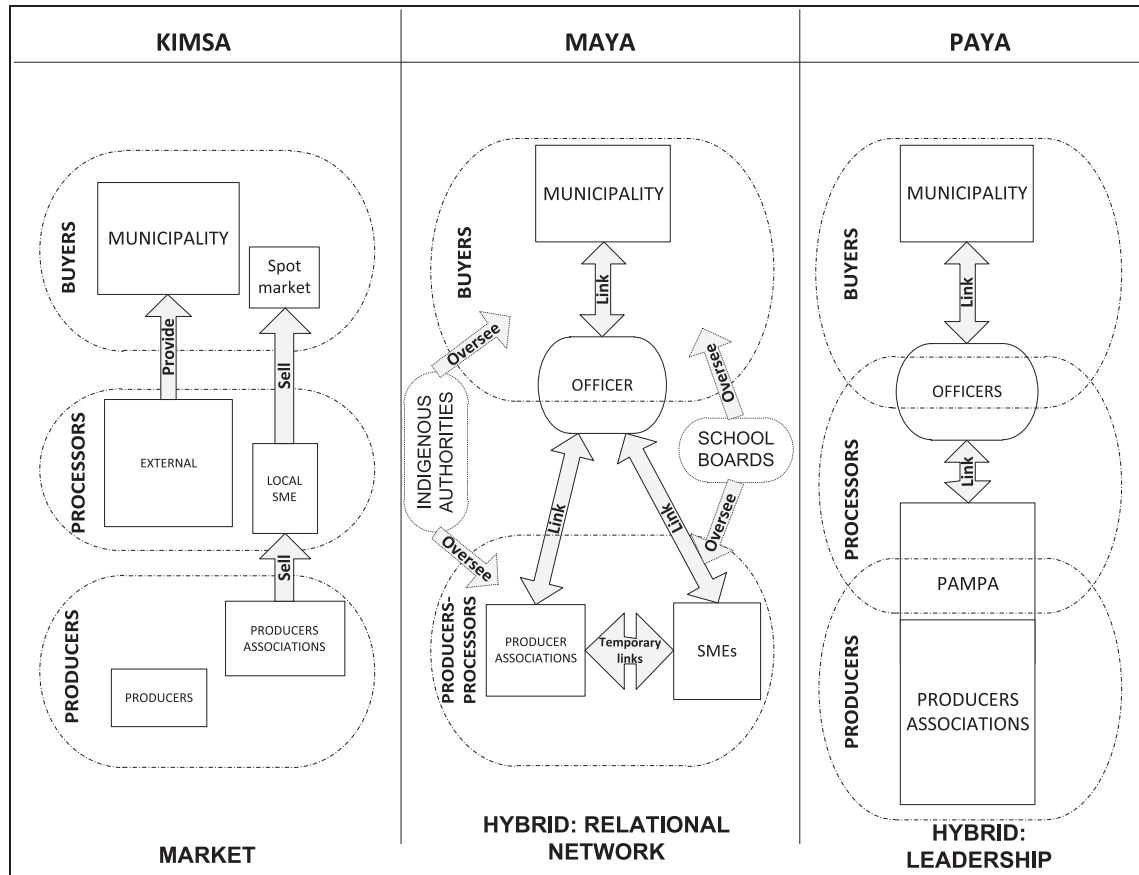 KIMSA
MAYA
PAYA
BUYERS
MUNICIPALITY
Spot
market
Provide
Sell
PROCESSORS
EXTERNAL
LOCAL
SME
Sell
PRODUCERS
PRODUCERS
ASSOCIATIONS
PRODUCERS
MARKET
BUYERS
MUNICIPALITY
Link
Oversee
OFFICER
Oversee
INDIGENOUS
AUTHORITIES
SCHOOL
BOARDS
Link
Link
Oversee
Oversee
PRODUCERS-
PROCESSORS
PRODUCER
ASSOCIATIONS
Temporary
links
SMEs
HYBRID: RELATIONAL
NETWORK
BUYERS
MUNICIPALITY
Link
OFFICERS
PROCESSORS
Link
PAMPA
PRODUCERS
PRODUCERS
ASSOCIATIONS
HYBRID:
LEADERSHIP